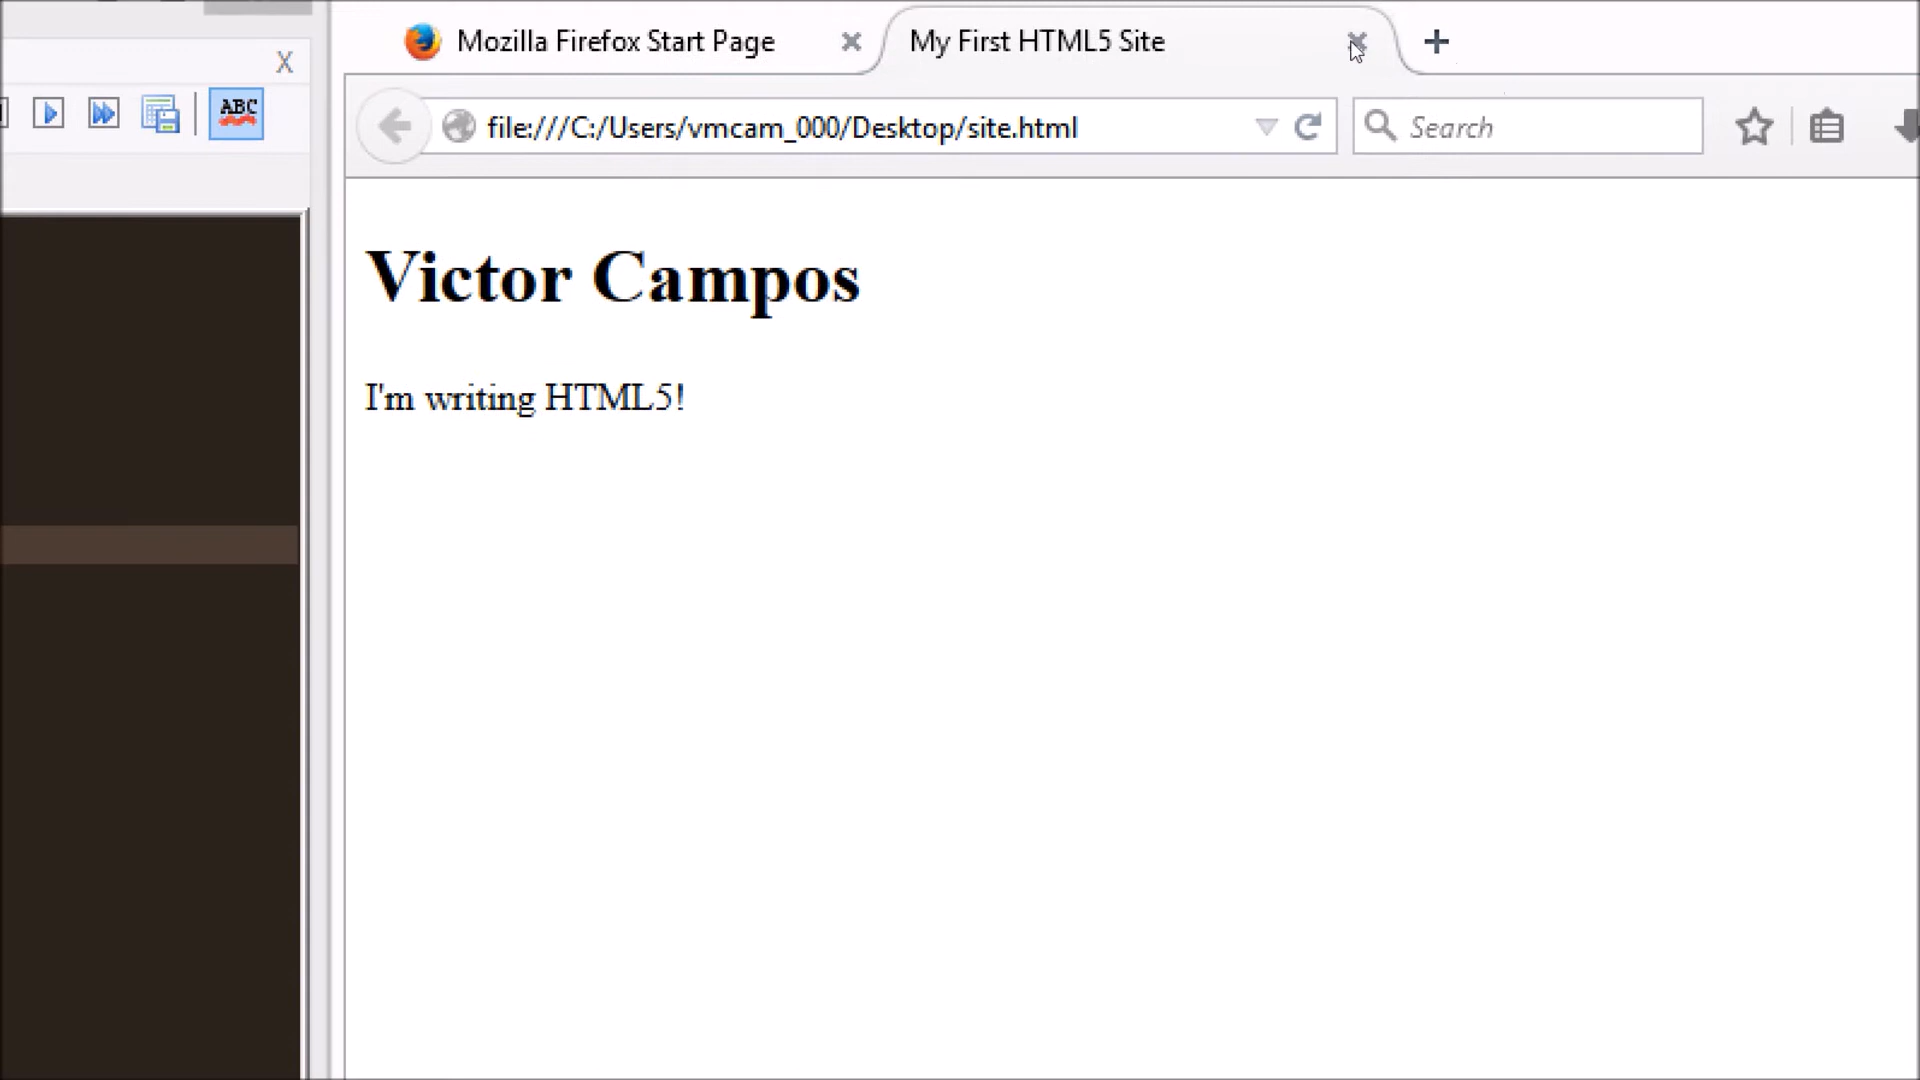 Mozilla Firefox Start Page
My First HTML5 Site
X
ABC
file:///C:/Users/vmcam_000/Desktop/site.html
Search
Victor Campos
I'm writing HTML5!